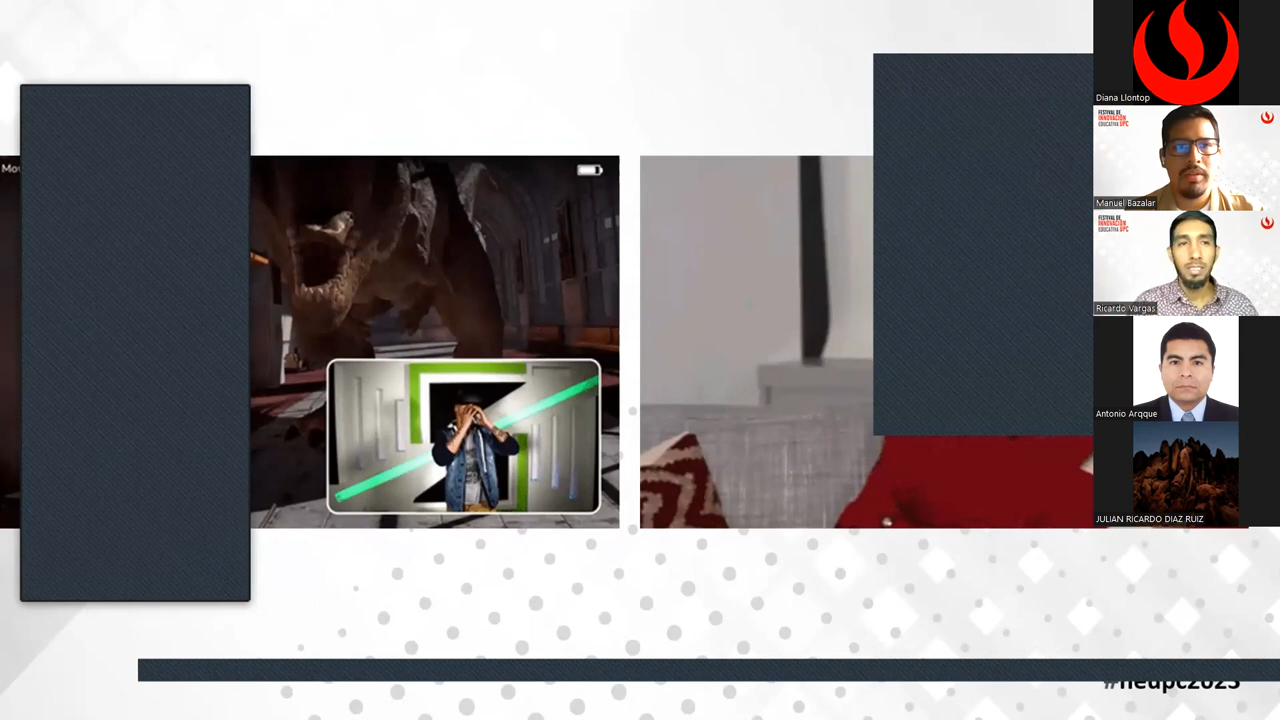 Mo
Diana Llontop
FESTIVAL DE
INNOVACIÓN
EDUCATIVA UPC
Manuel Bazalar
FESTIVAL DE
INNOVACIÓN
EDUCATIVA UPC
Ricardo Vargas
Antonio Arqque
JULIAN RICARDO DIAZ RUIZ
#fieupc2023